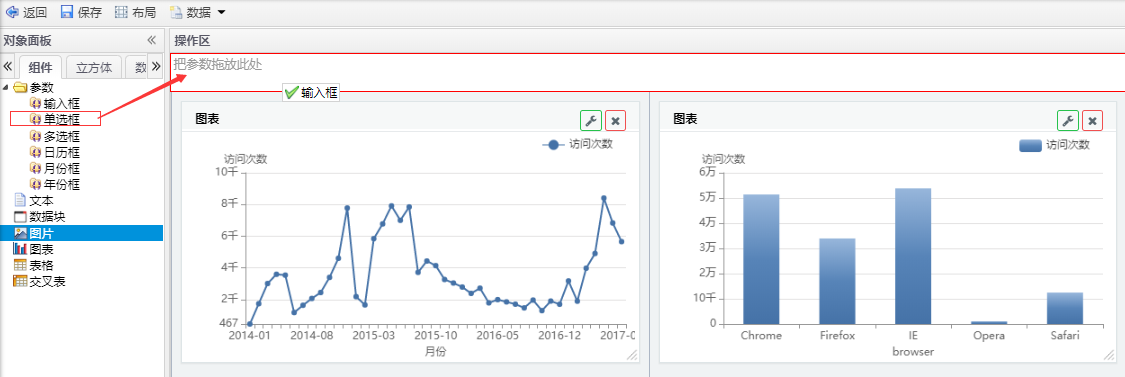 返回 保存 布局 数据
对象面板
操作区
组件 立方体 数
把参数拖放此处
输入框
参数
输入框
单选框
多选框
日历框
月份框
年份框
文本
数据块
图片
图表
表格
交叉表
图表
访问次数
访问次数
10千
8千
6千
4千
2千
467
2014-01 2014-08 2015-03 2015-10 2016-05 2016-12 2017-0
月份
图表
访问次数
访问次数
6万
5万
4万
3万
2万
10千
0
Chrome Firefox IE Opera Safari
browser